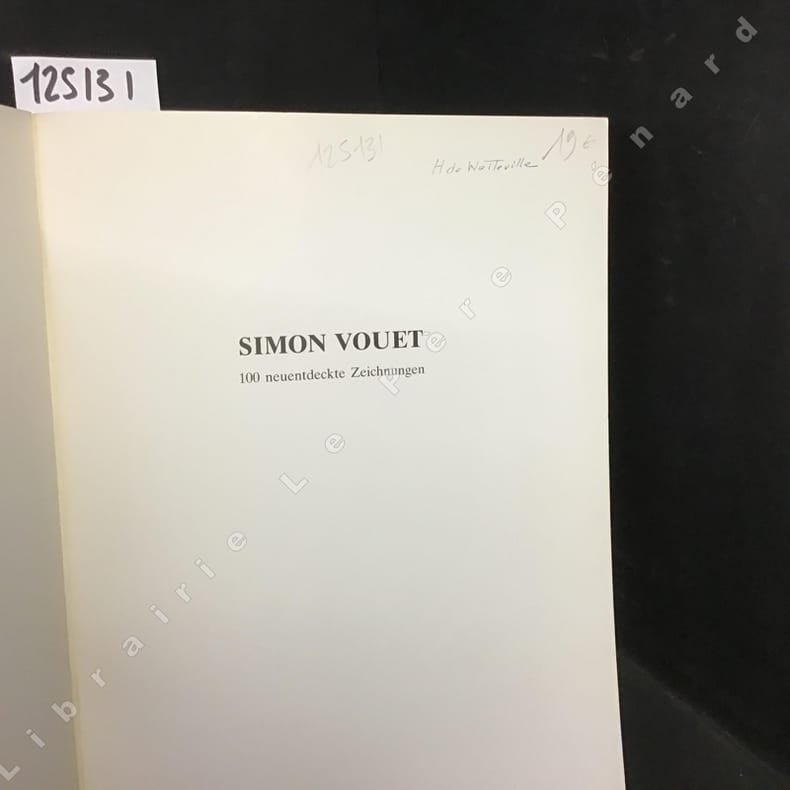 125131
125131
19 €
H de Watteville
SIMON VOUET
100 neuentdeckte Zeichnungen
Librairie Le Père Pénard